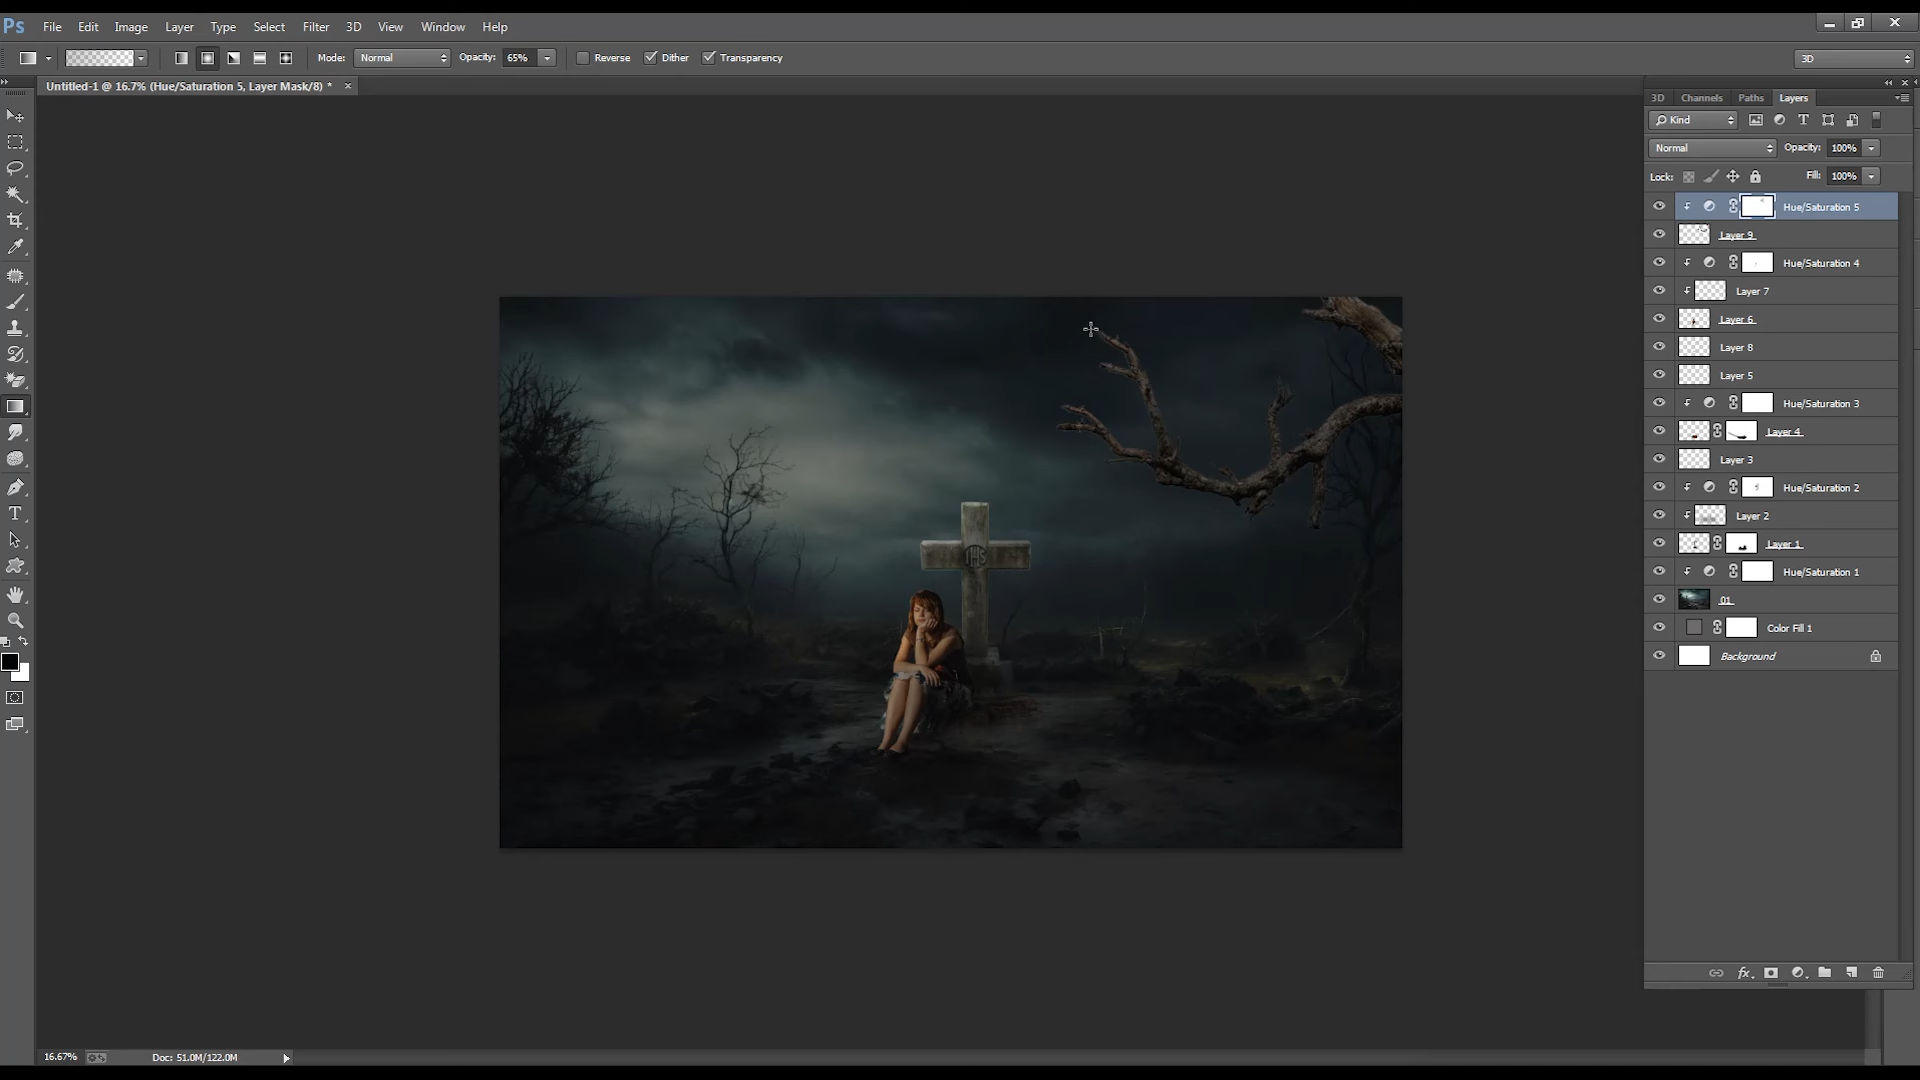 Ps File Edit Image Layer Type Select Filter 3D View Window Help
Mode: Normal Opacity: 65% Reverse Dither Transparency 3D
Untitled-1 @ 16.7% (Hue/Saturation 5, Layer Mask/8) * ×
3D Channels Paths Layers
Kind
Normal Opacity: 100%
Lock: Fill: 100%
Hue/Saturation 5
Layer 9
Hue/Saturation 4
Layer 7
Layer 6
Layer 8
Layer 5
Hue/Saturation 3
Layer 4
Layer 3
Hue/Saturation 2
Layer 2
Layer 1
Hue/Saturation 1
01
Color Fill 1
Background
IHS
fx
16.67% Doc: 51.0M/122.0M